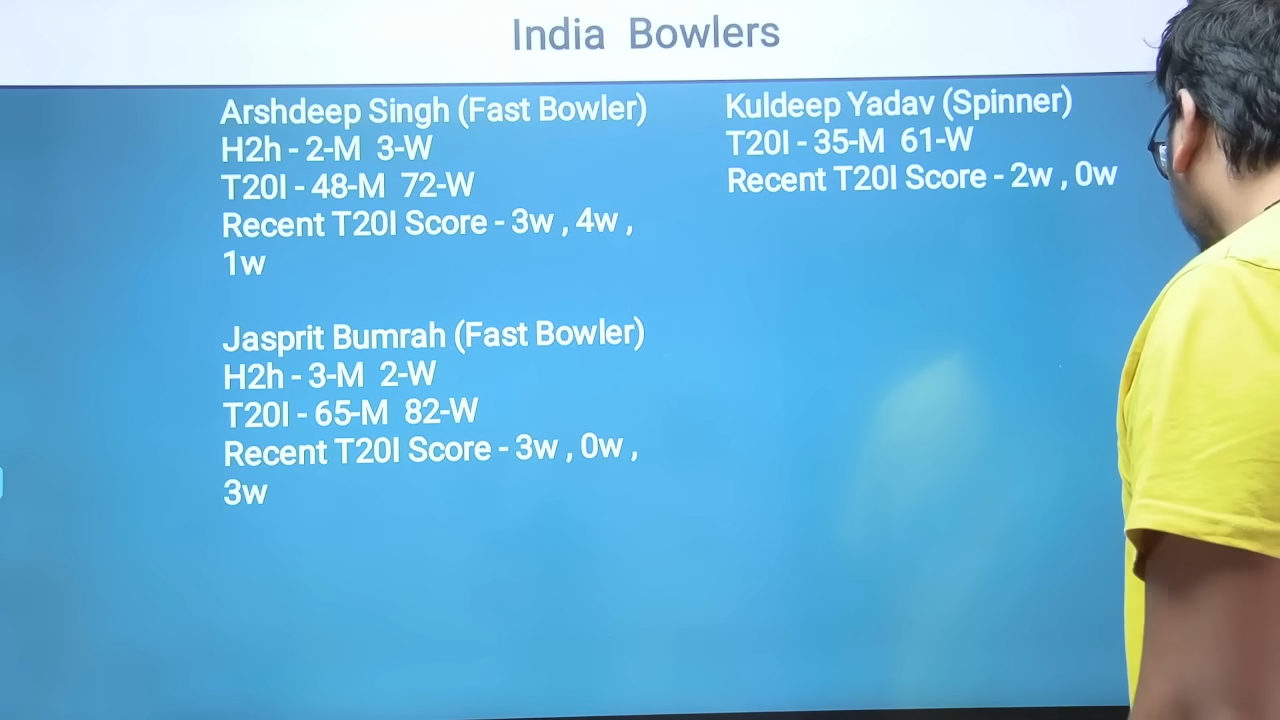 India Bowlers
Arshdeep Singh (Fast Bowler)
H2h - 2-M 3-W
T20I - 48-M 72-W
Recent T20I Score - 3w , 4w ,
1w
Jasprit Bumrah (Fast Bowler)
H2h - 3-M 2-W
T20I - 65-M 82-W
Recent T20I Score - 3w , 0w ,
3w
Kuldeep Yadav (Spinner)
T20I - 35-M 61-W
Recent T20I Score - 2w , 0w